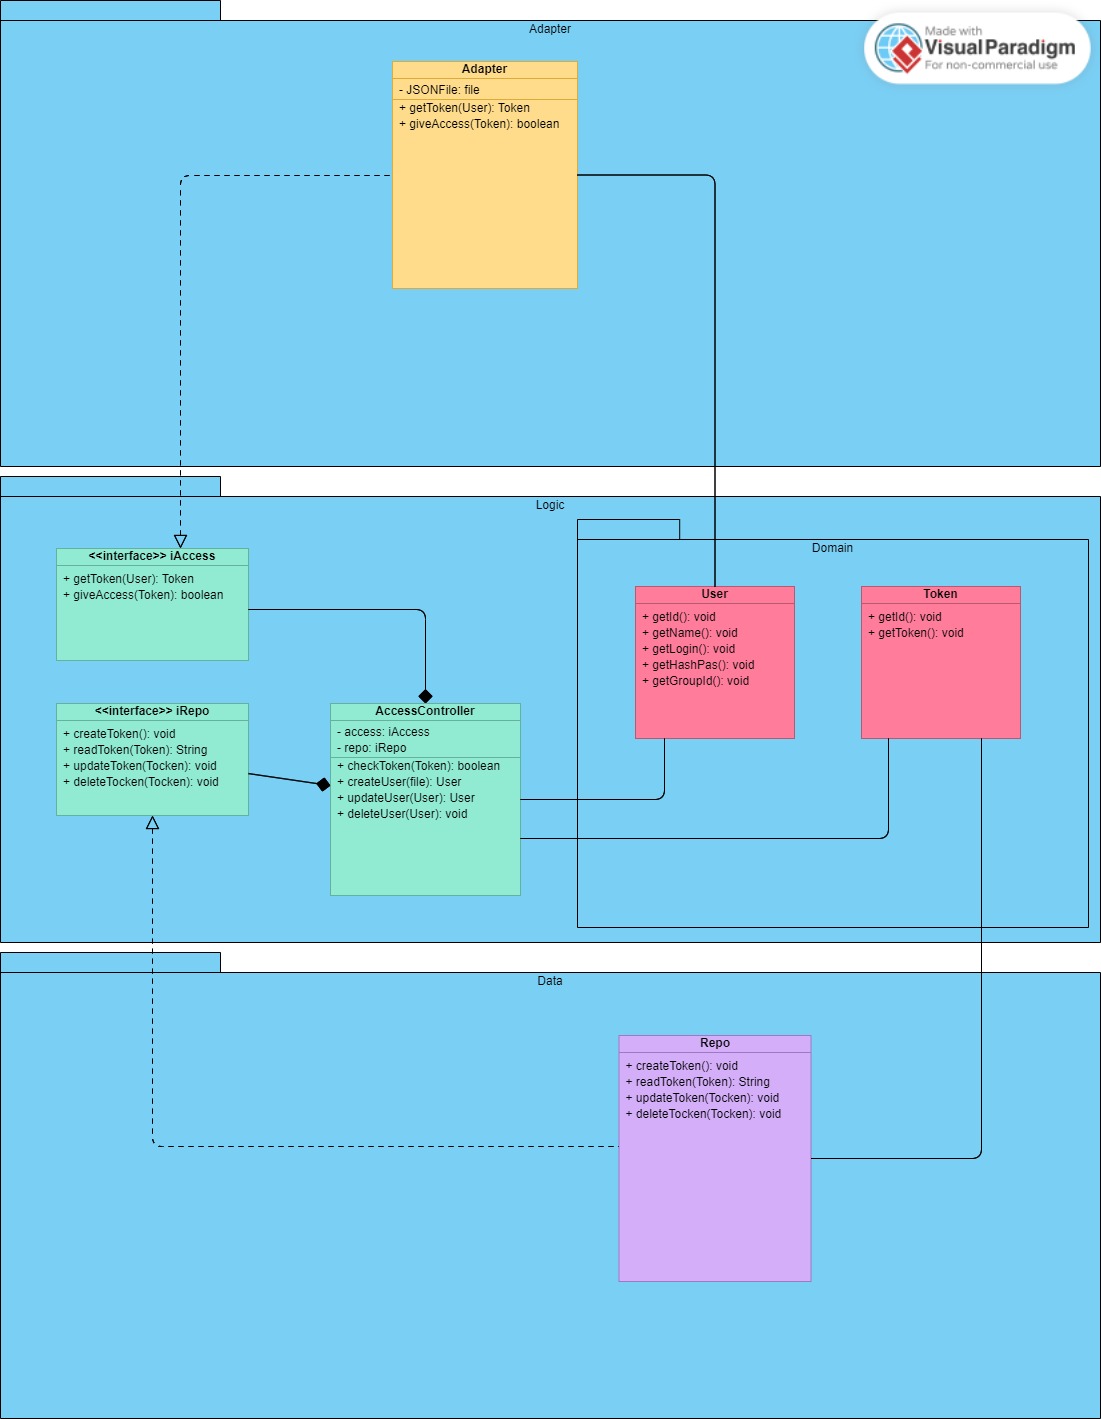 Adapter
Made with
Visual Paradigm
For non-commercial use
Adapter
- JSONFile: file
+ getToken(User): Token
+ giveAccess(Token): boolean
Logic
Domain
<<interface>> iAccess
+ getToken(User): Token
+ giveAccess(Token): boolean
User
+ getId(): void
+ getName(): void
+ getLogin(): void
+ getHashPas(): void
+ getGroupId(): void
Token
+ getId(): void
+ getToken(): void
<<interface>> iRepo
+ createToken(): void
+ readToken(Token): String
+ updateToken(Tocken): void
+ deleteTocken(Tocken): void
AccessController
- access: iAccess
- repo: iRepo
+ checkToken(Token): boolean
+ createUser(file): User
+ updateUser(User): User
+ deleteUser(User): void
Data
Repo
+ createToken(): void
+ readToken(Token): String
+ updateToken(Tocken): void
+ deleteTocken(Tocken): void